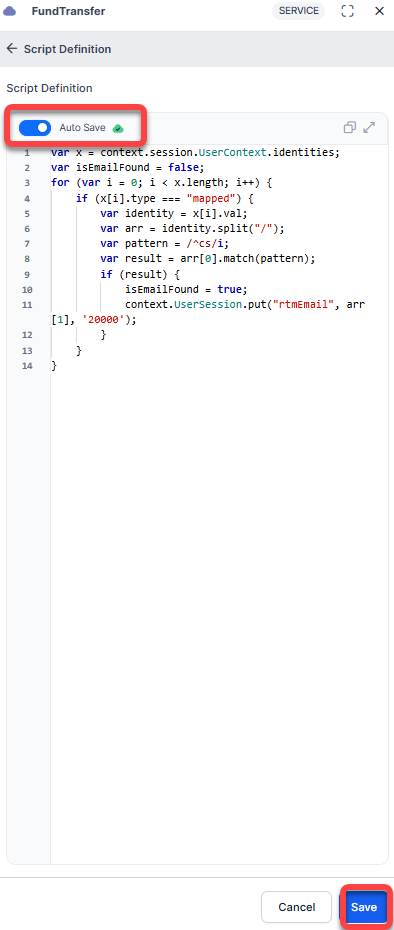 FundTransfer SERVICE
Script Definition
Script Definition
Auto Save
1 var x = context.session.UserContext.identities;
2 var isEmailFound = false;
3 for (var i = 0; i < x.length; i++) {
4 if (x[i].type === "mapped") {
5 var identity = x[i].val;
6 var arr = identity.split("/");
7 var pattern = /^cs/i;
8 var result = arr[0].match(pattern);
9 if (result) {
10 isEmailFound = true;
11 context.UserSession.put("rtmEmail", arr
[1], '20000');
12 }
13 }
14 }
Cancel Save